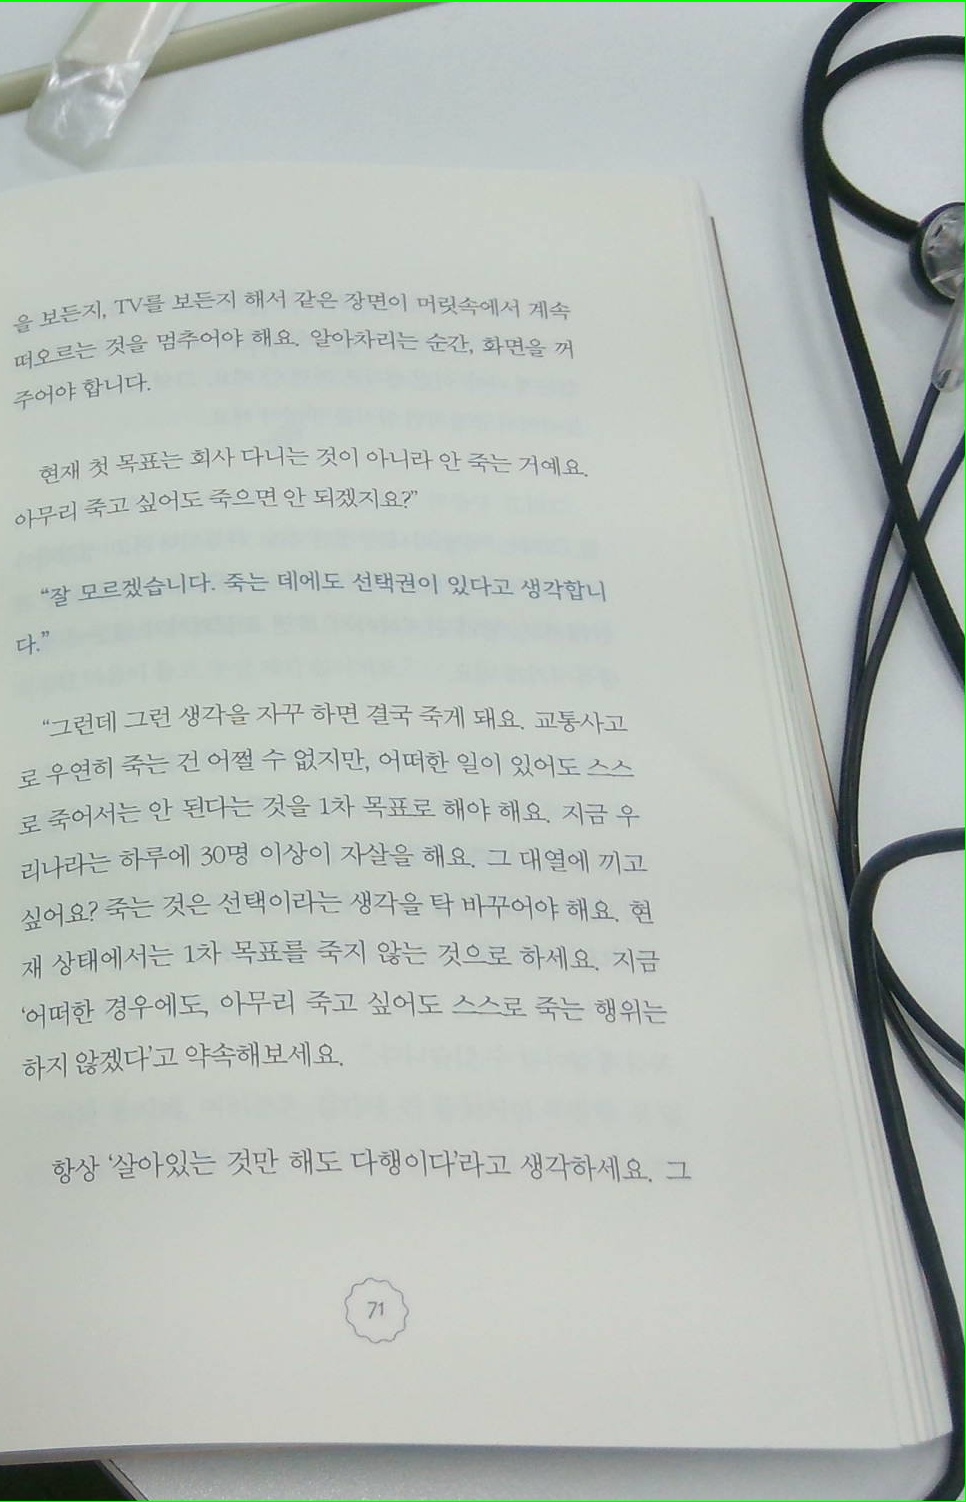 을 보든지, TV를 보든지 해서 같은 장면이 머릿속에서 계속
떠오르는 것을 멈추어야 해요. 알아차리는 순간, 화면을 꺼
주어야 합니다.
현재 첫 목표는 회사 다니는 것이 아니라 안 죽는 거예요.
아무리 죽고 싶어도 죽으면 안 되겠지요?”
“잘 모르겠습니다. 죽는 데에도 선택권이 있다고 생각합니
다.”
“그런데 그런 생각을 자꾸 하면 결국 죽게 돼요. 교통사고
로 우연히 죽는 건 어쩔 수 없지만, 어떠한 일이 있어도 스스
로 죽어서는 안 된다는 것을 1차 목표로 해야 해요. 지금 우
리나라는 하루에 30명 이상이 자살을 해요. 그 대열에 끼고
싶어요? 죽는 것은 선택이라는 생각을 탁 바꾸어야 해요. 현
재 상태에서는 1차 목표를 죽지 않는 것으로 하세요. 지금
‘어떠한 경우에도, 아무리 죽고 싶어도 스스로 죽는 행위는
하지 않겠다’고 약속해보세요.
항상 ‘살아있는 것만 해도 다행이다’라고 생각하세요. 그
71